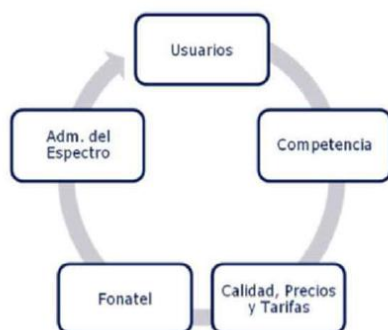 Usuarios
Competencia
Calidad, Precios
y Tarifas
Fonatel
Adm. del
Espectro